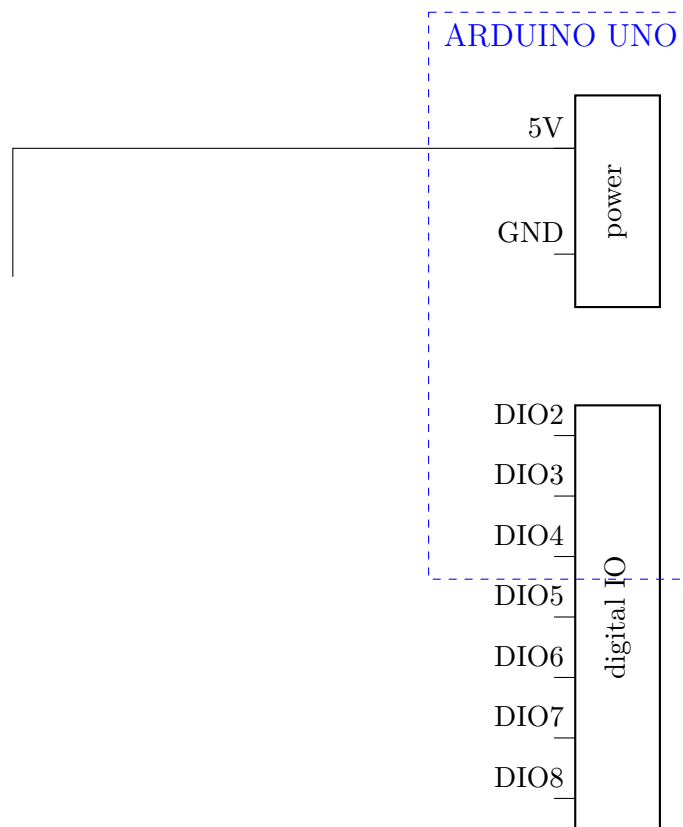 ARDUINO UNO
5V
power
GND
DIO2
DIO3
DIO4
digital IO
DIO5
DIO6
DIO7
DIO8